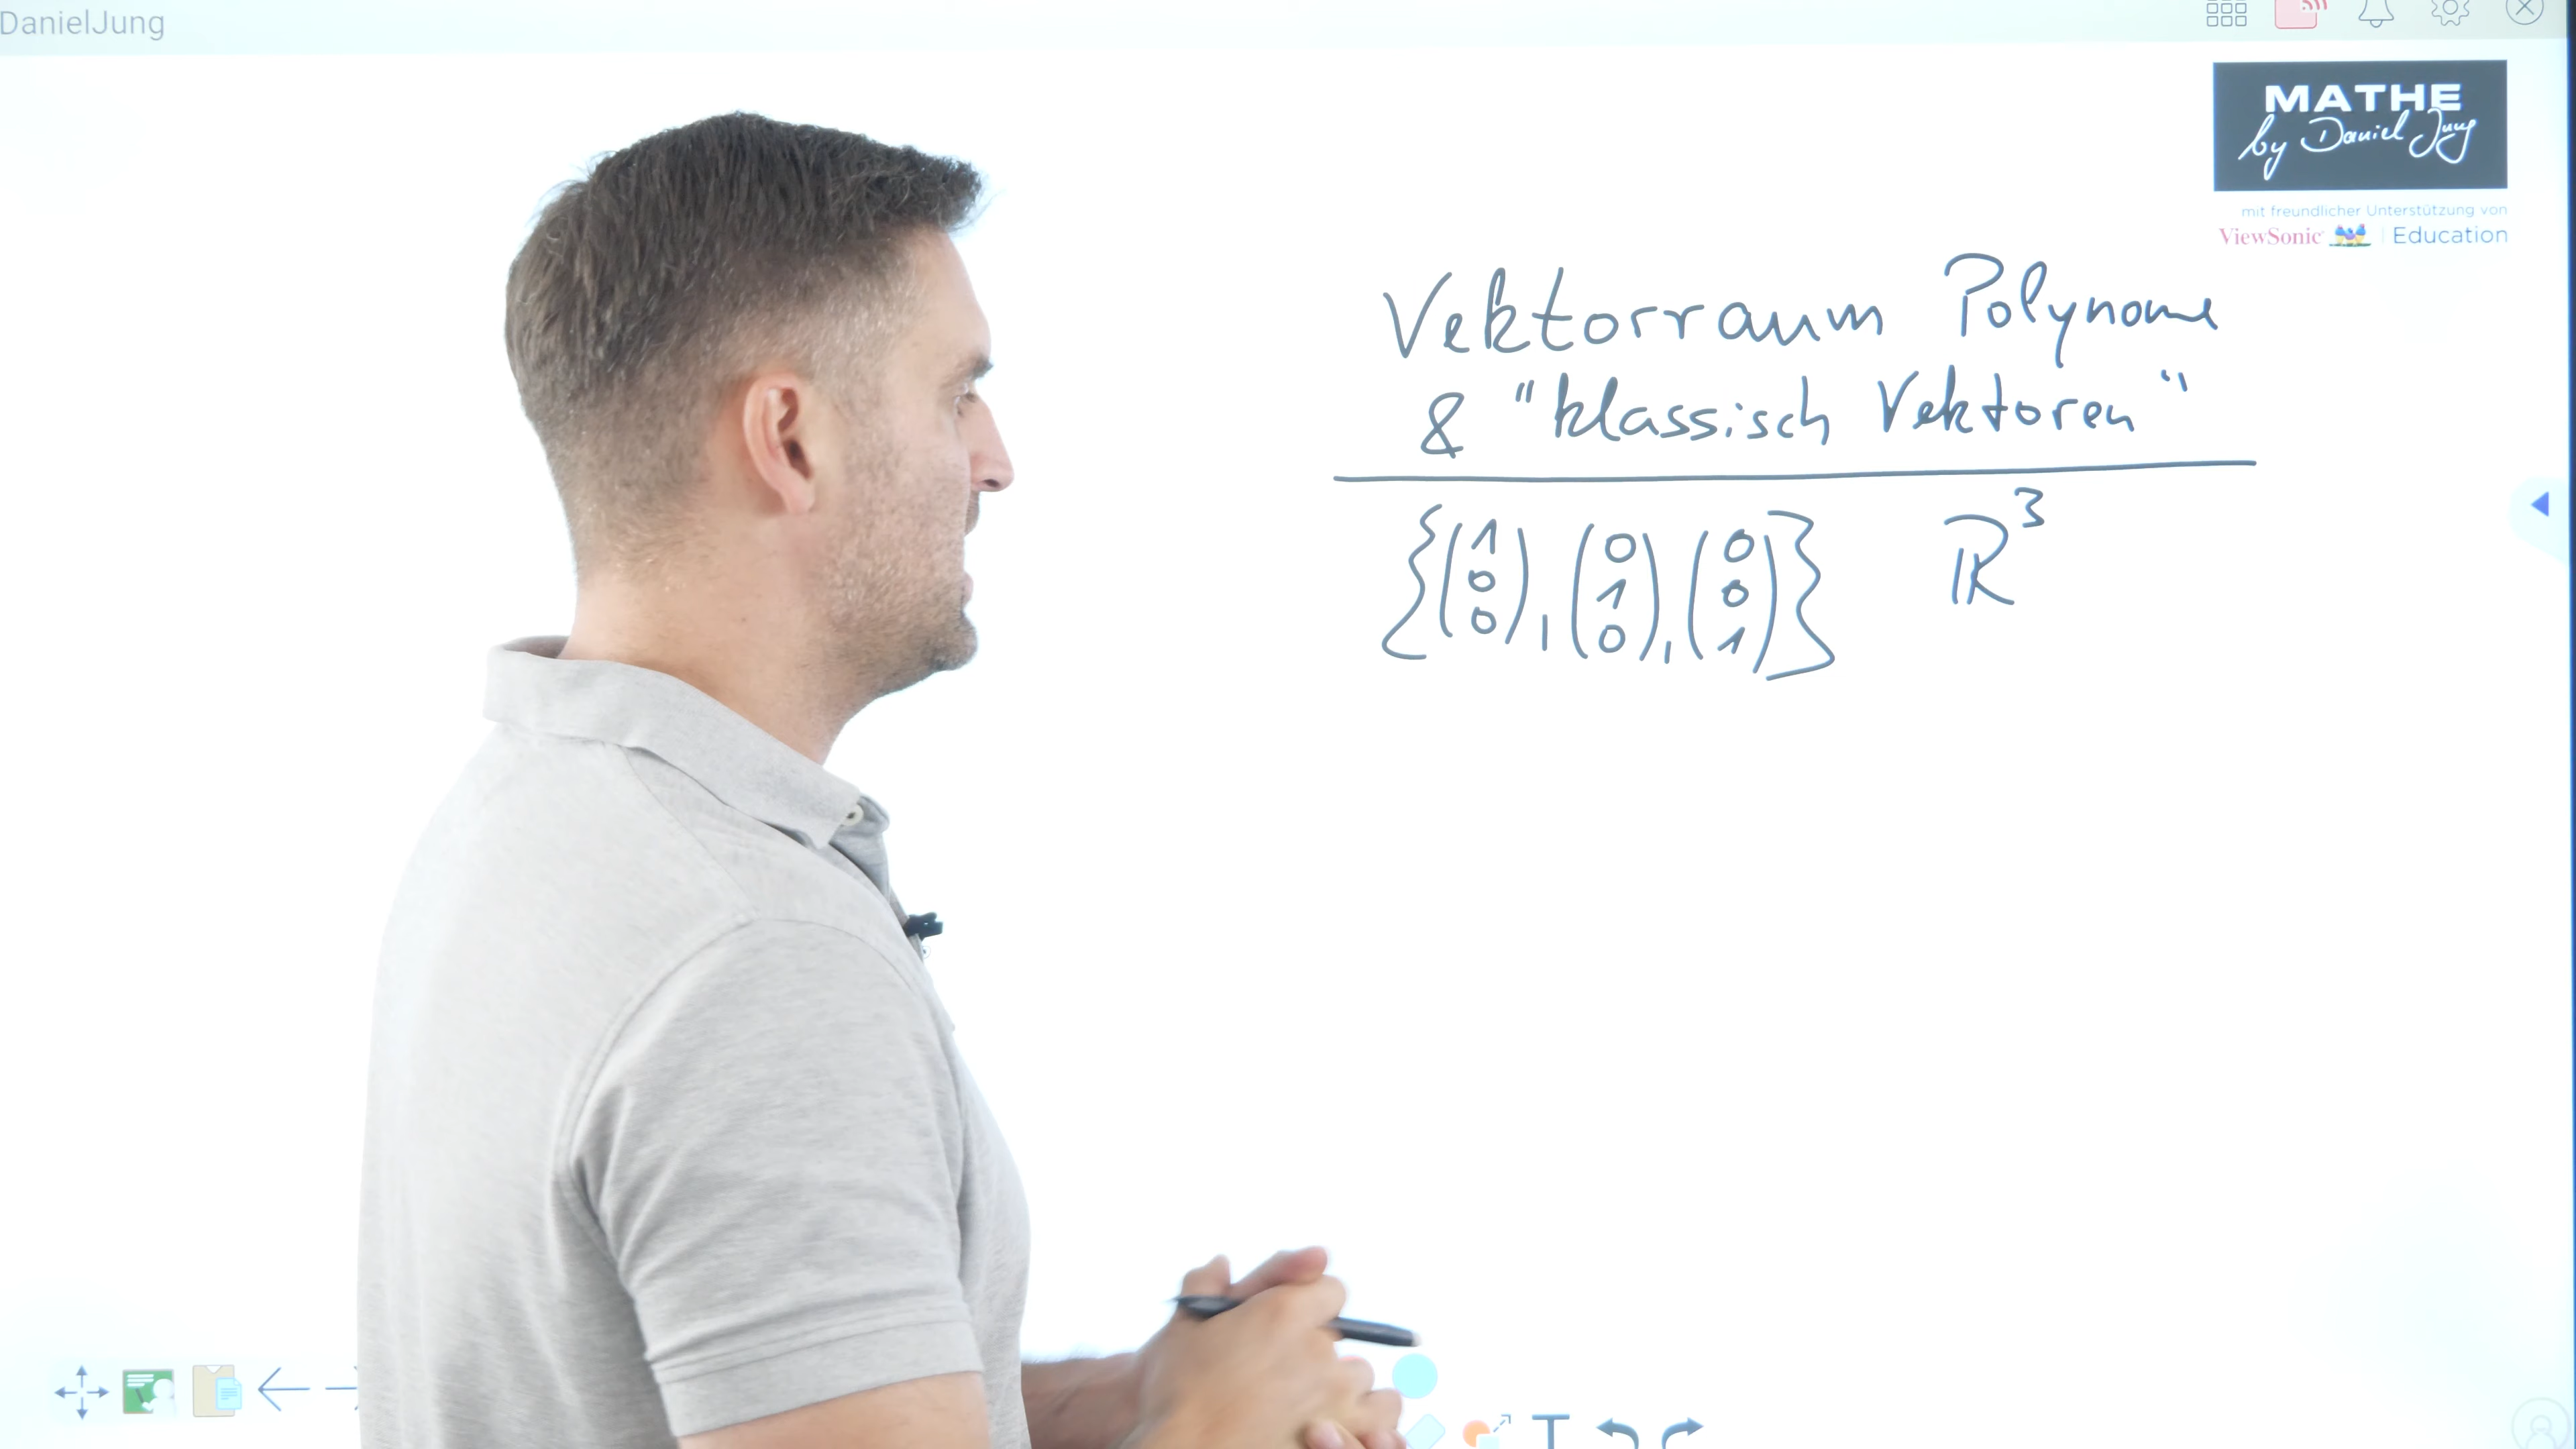 DanielJung
MATHE
by Daniel Jung
mit freundlicher Unterstützung von
ViewSonic | Education
Vektorraum Polynome
& "klassisch Vektoren"
{(1 0 0), (0 1 0), (0 0 1)} ℝ³
T